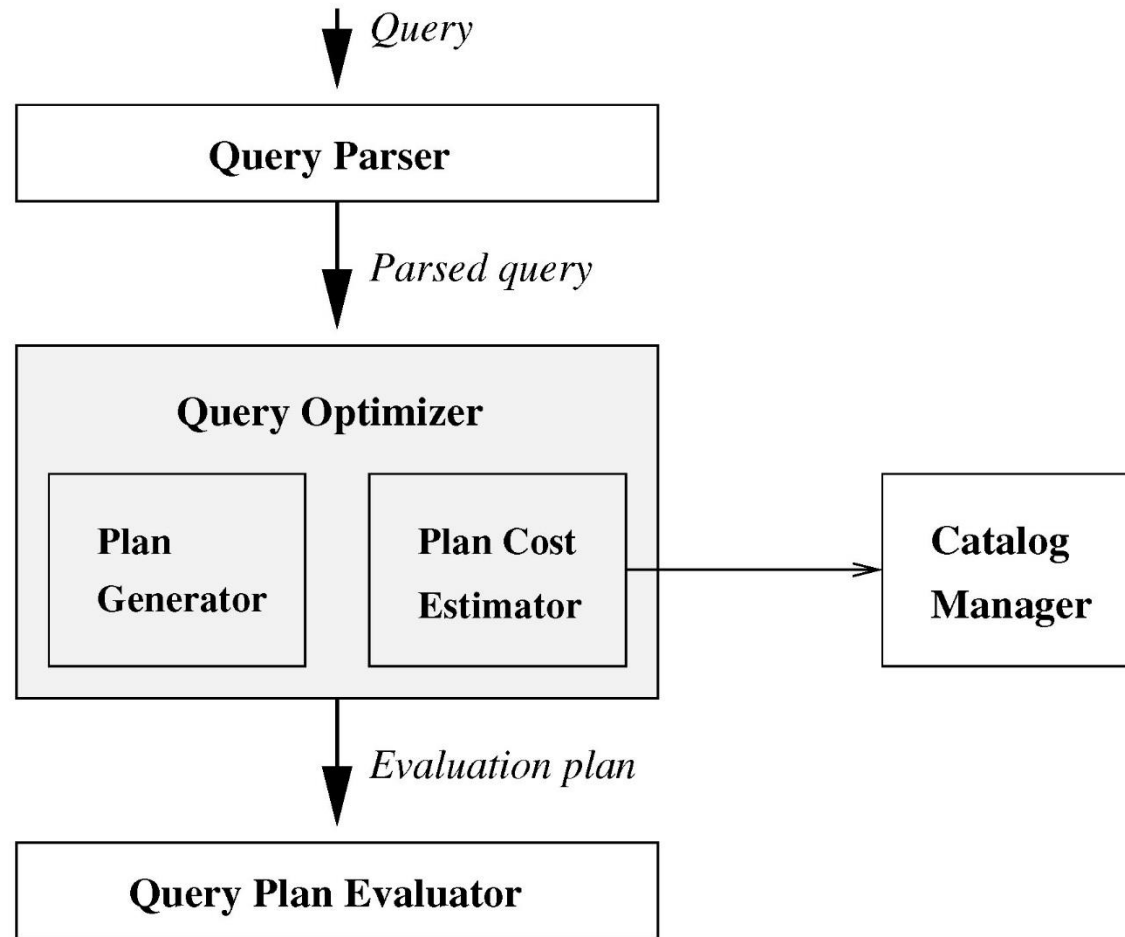 Query
Query Parser
Parsed query
Query Optimizer
Plan
Generator
Plan Cost
Estimator
Catalog
Manager
Evaluation plan
Query Plan Evaluator